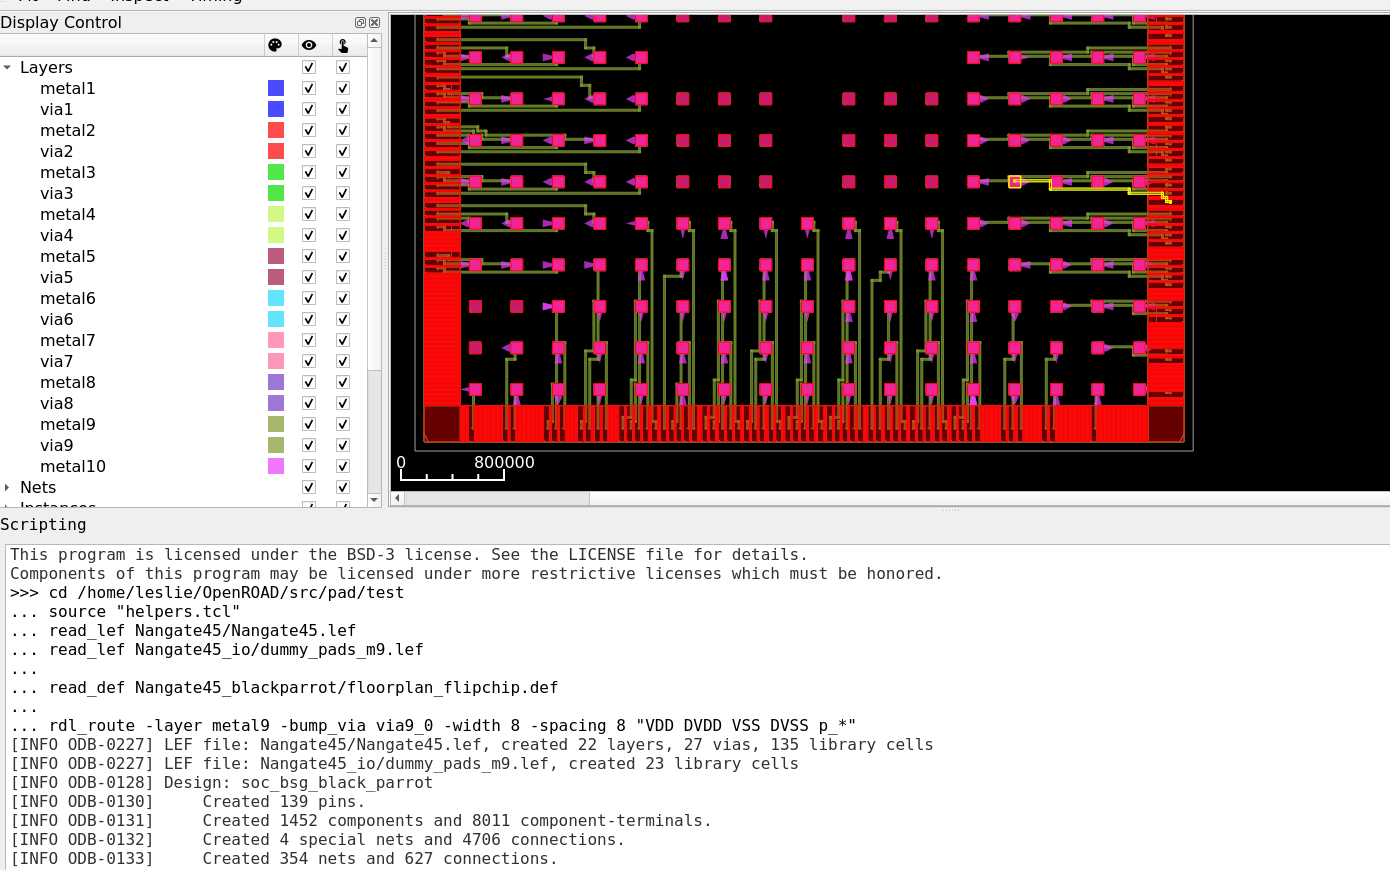 Display Control
Layers
metal1
via1
metal2
via2
metal3
via3
metal4
via4
metal5
via5
metal6
via6
metal7
via7
metal8
via8
metal9
via9
metal10
Nets
Instances
0 800000
Scripting
This program is licensed under the BSD-3 license. See the LICENSE file for details.
Components of this program may be licensed under more restrictive licenses which must be honored.
>>> cd /home/leslie/OpenROAD/src/pad/test
... source "helpers.tcl"
... read_lef Nangate45/Nangate45.lef
... read_lef Nangate45_io/dummy_pads_m9.lef
...
... read_def Nangate45_blackparrot/floorplan_flipchip.def
...
... rdl_route -layer metal9 -bump_via via9_0 -width 8 -spacing 8 "VDD DVDD VSS DVSS p_*"
[INFO ODB-0227] LEF file: Nangate45/Nangate45.lef, created 22 layers, 27 vias, 135 library cells
[INFO ODB-0227] LEF file: Nangate45_io/dummy_pads_m9.lef, created 23 library cells
[INFO ODB-0128] Design: soc_bsg_black_parrot
[INFO ODB-0130]     Created 139 pins.
[INFO ODB-0131]     Created 1452 components and 8011 component-terminals.
[INFO ODB-0132]     Created 4 special nets and 4706 connections.
[INFO ODB-0133]     Created 354 nets and 627 connections.